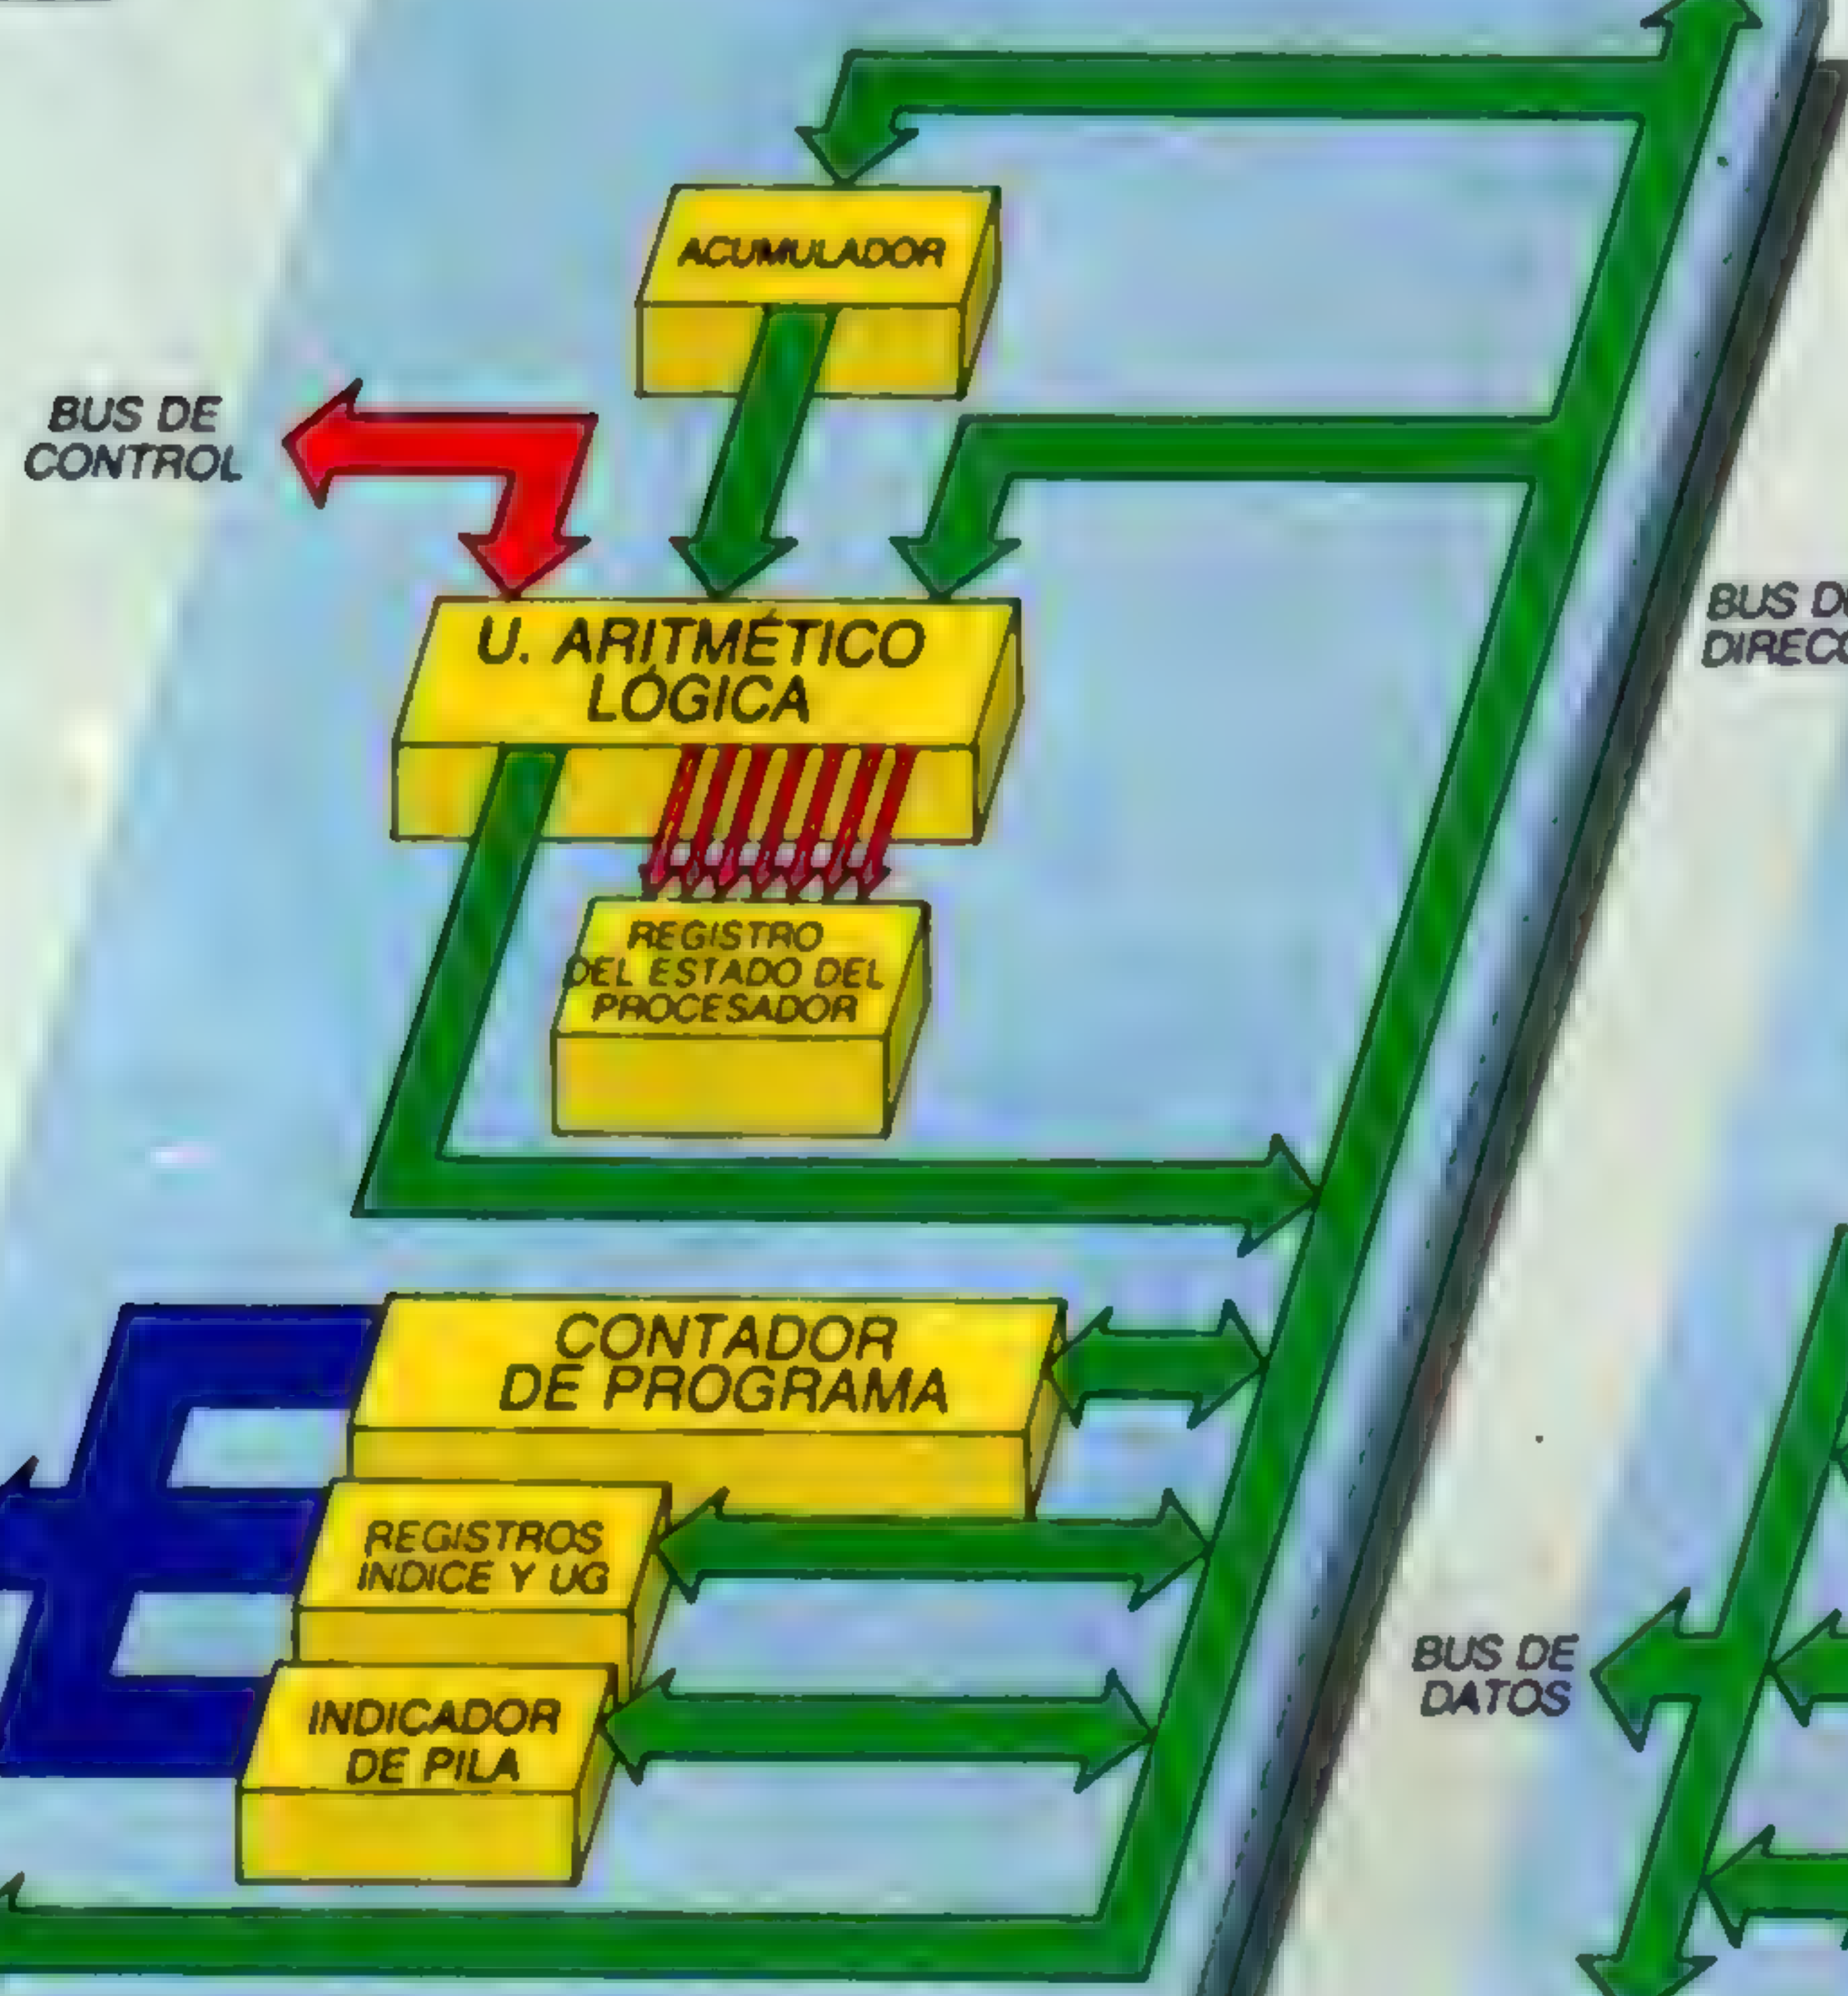 ACUMULADOR
BUS DE
CONTROL
U. ARITMÉTICO
LÓGICA
BUS
REGISTRO
DEL ESTADO DEL
PROCESADOR
CONTADOR
DE PROGRAMA
REGISTROS
INDICE Y UG
BUS DE
DATOS
INDICADOR
DE PILA